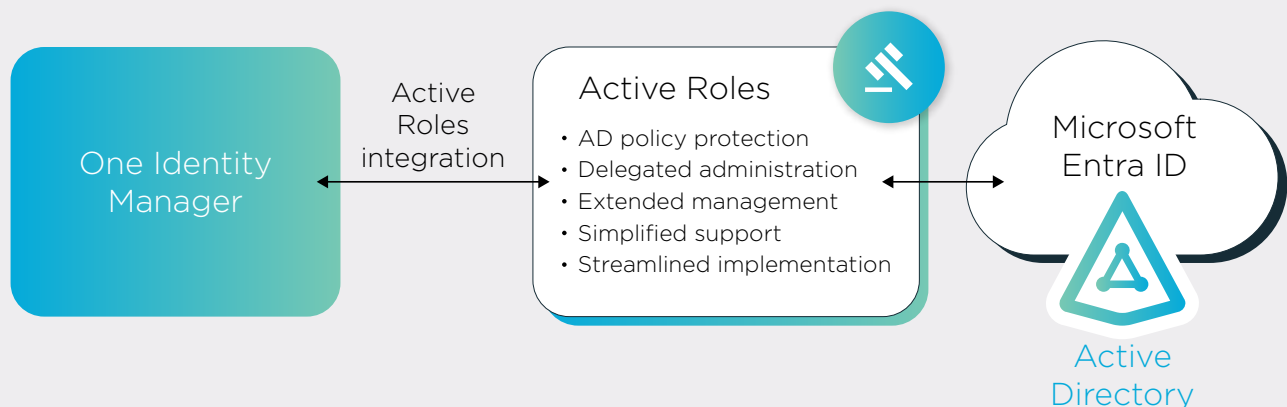 One Identity
Manager
Active
Roles
integration
Active Roles
• AD policy protection
• Delegated administration
• Extended management
• Simplified support
• Streamlined implementation
Microsoft
Entra ID
Active
Directory